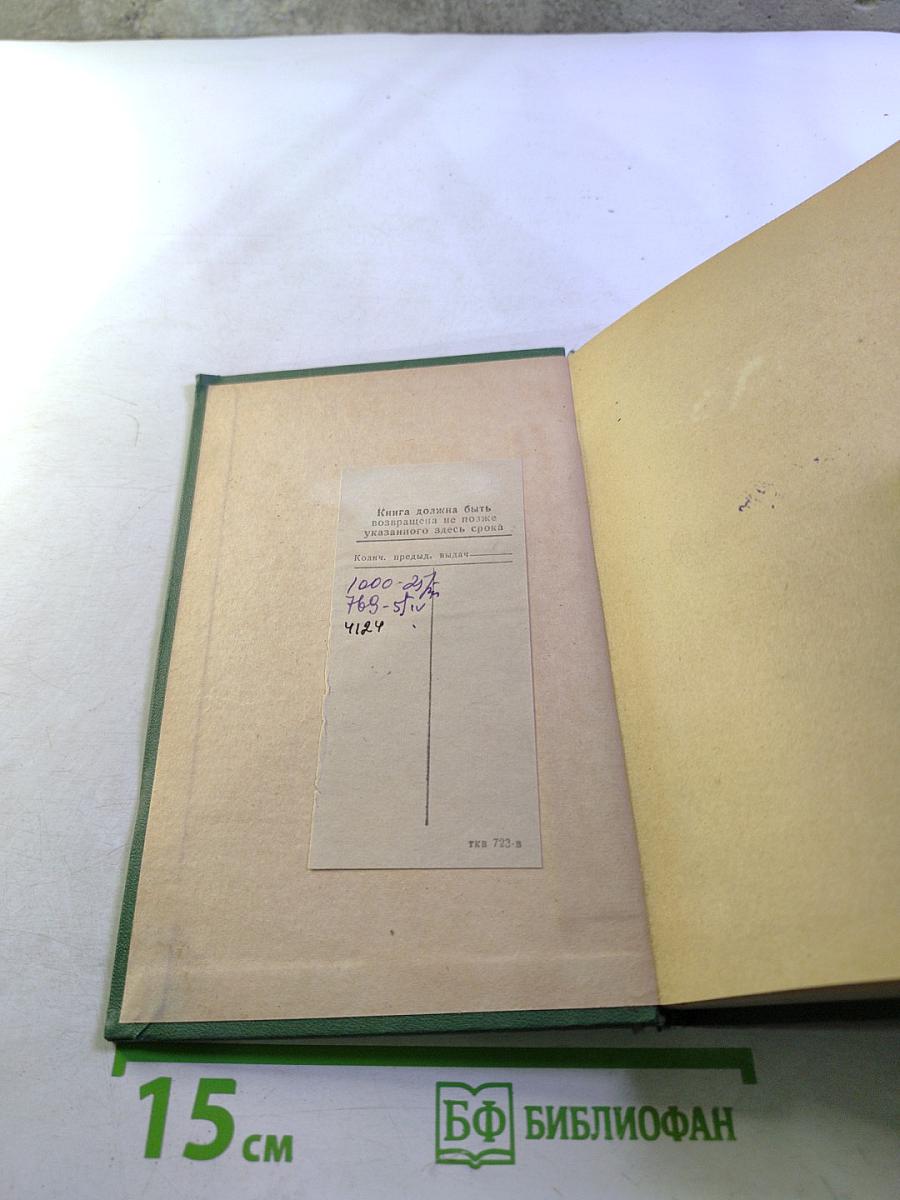 Книга должна быть
возвращена не позже
указанного здесь срока
Колич. предыд. выдач
1000 - 25/
769 - 5/IV
4124
ткв 723-в
15 см
БФ БИБЛИОФАН